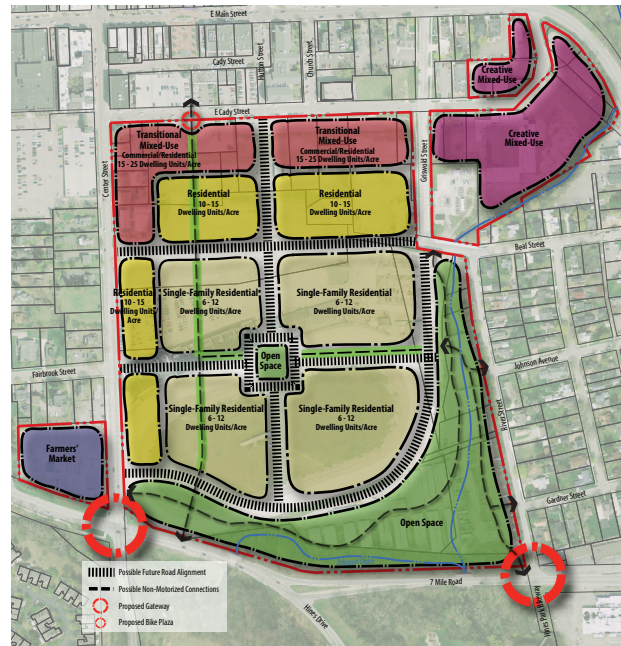 E Main Street
Cady Street
Hutton Street
Church Street
Creative
Mixed-Use
E Cady Street
Creative
Mixed-Use
Transitional
Mixed-Use
Commercial/Residential
15 - 25 Dwelling Units/Acre
Transitional
Mixed-Use
Commercial/Residential
15 - 25 Dwelling Units/Acre
Griswold Street
Center Street
Residential
10 - 15
Dwelling Units/Acre
Residential
10 - 15
Dwelling Units/Acre
Beal Street
Residential
10 - 15
Dwelling Units/
Acre
Single-Family Residential
6 - 12
Dwelling Units/Acre
Single-Family Residential
6 - 12
Dwelling Units/Acre
Open
Space
Johnson Avenue
Fairbrook Street
River Street
Single-Family Residential
6 - 12
Dwelling Units/Acre
Single-Family Residential
6 - 12
Dwelling Units/Acre
Farmers'
Market
Gardner Street
Open Space
7 Mile Road
Hines Drive
Hines Park Bikeway
Possible Future Road Alignment
Possible Non-Motorized Connections
Proposed Gateway
Proposed Bike Plaza